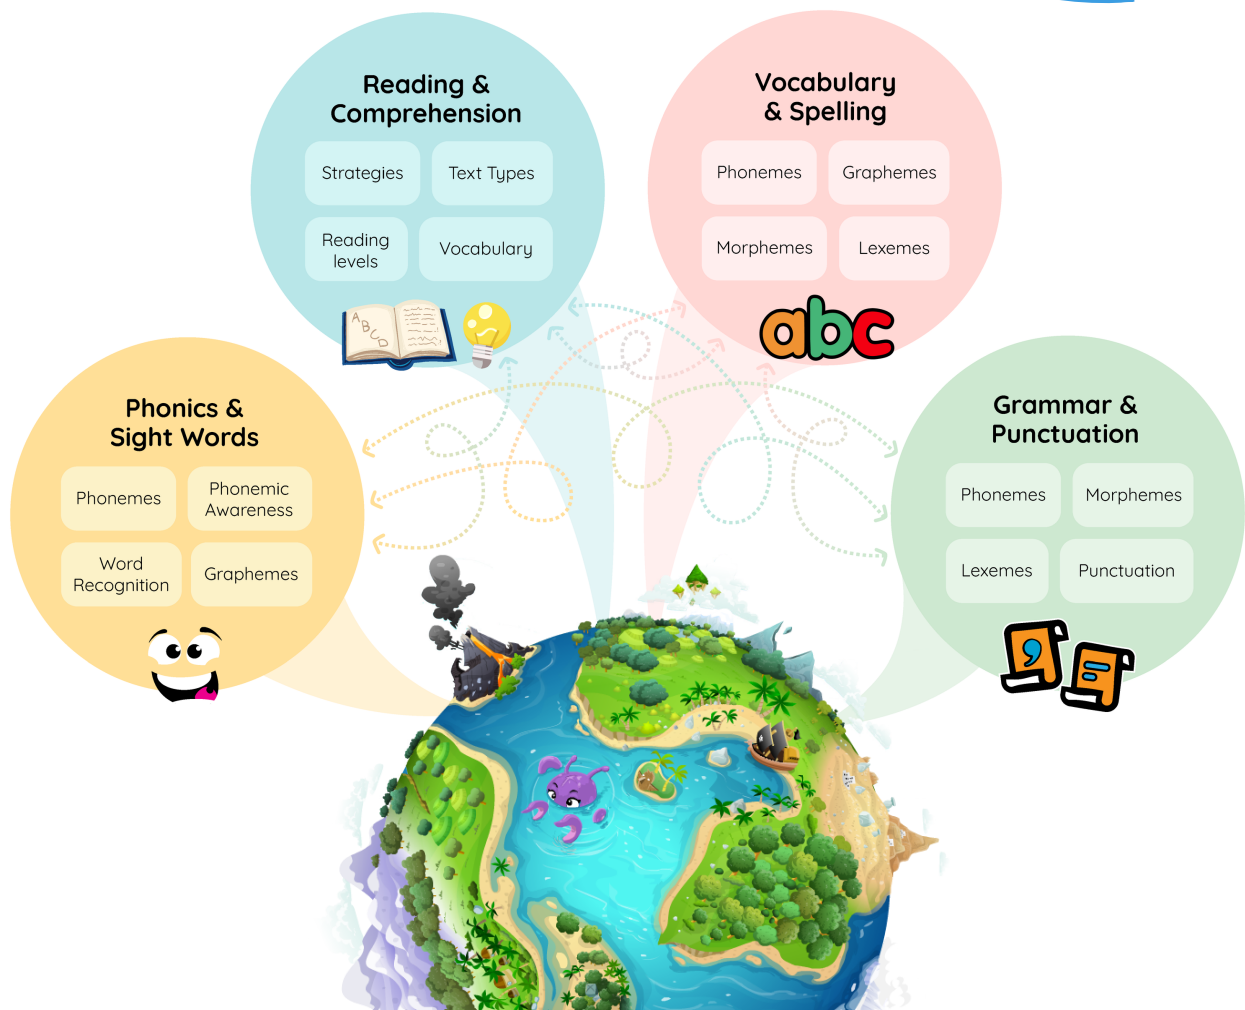 Reading &
Comprehension
Strategies
Text Types
Reading
levels
Vocabulary
A
B
C
D
Vocabulary
& Spelling
Phonemes
Graphemes
Morphemes
Lexemes
abc
Phonics &
Sight Words
Phonemes
Phonemic
Awareness
Word
Recognition
Graphemes
Grammar &
Punctuation
Phonemes
Morphemes
Lexemes
Punctuation
,